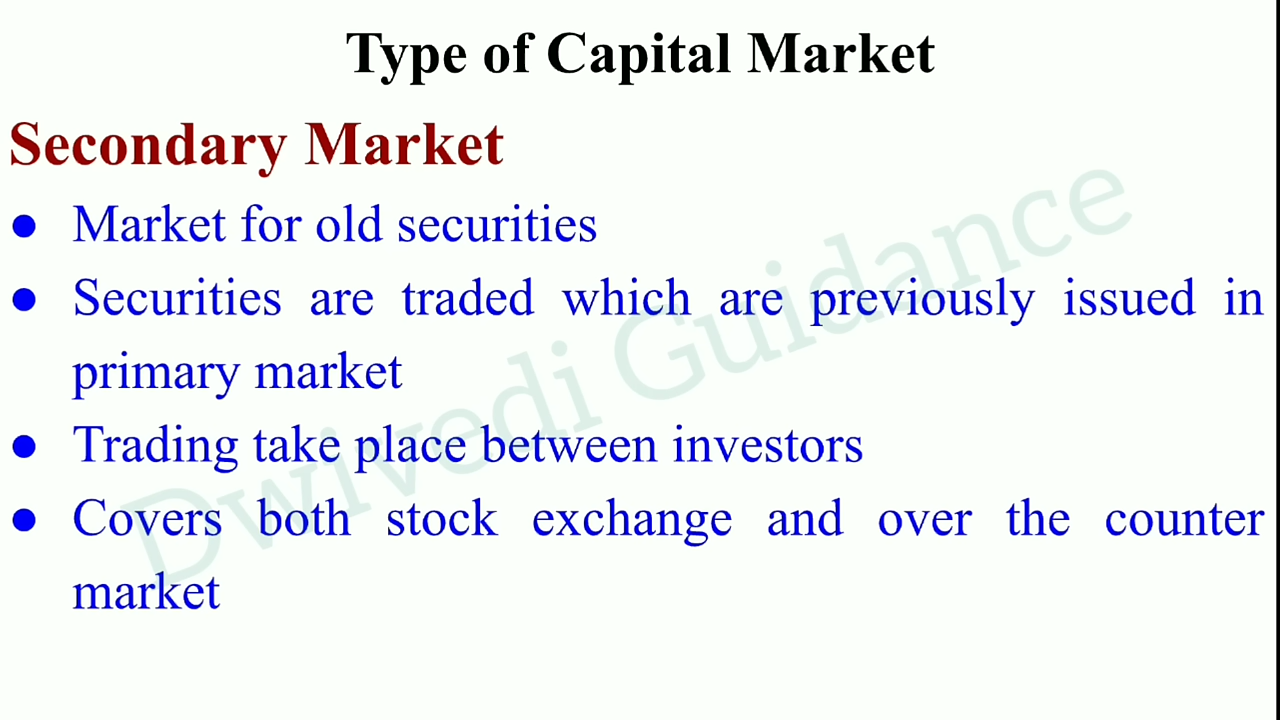 Type of Capital Market
Secondary Market
● Market for old securities
● Securities are traded which are previously issued in
primary market
● Trading take place between investors
● Covers both stock exchange and over the counter
market
Dwivedi Guidance